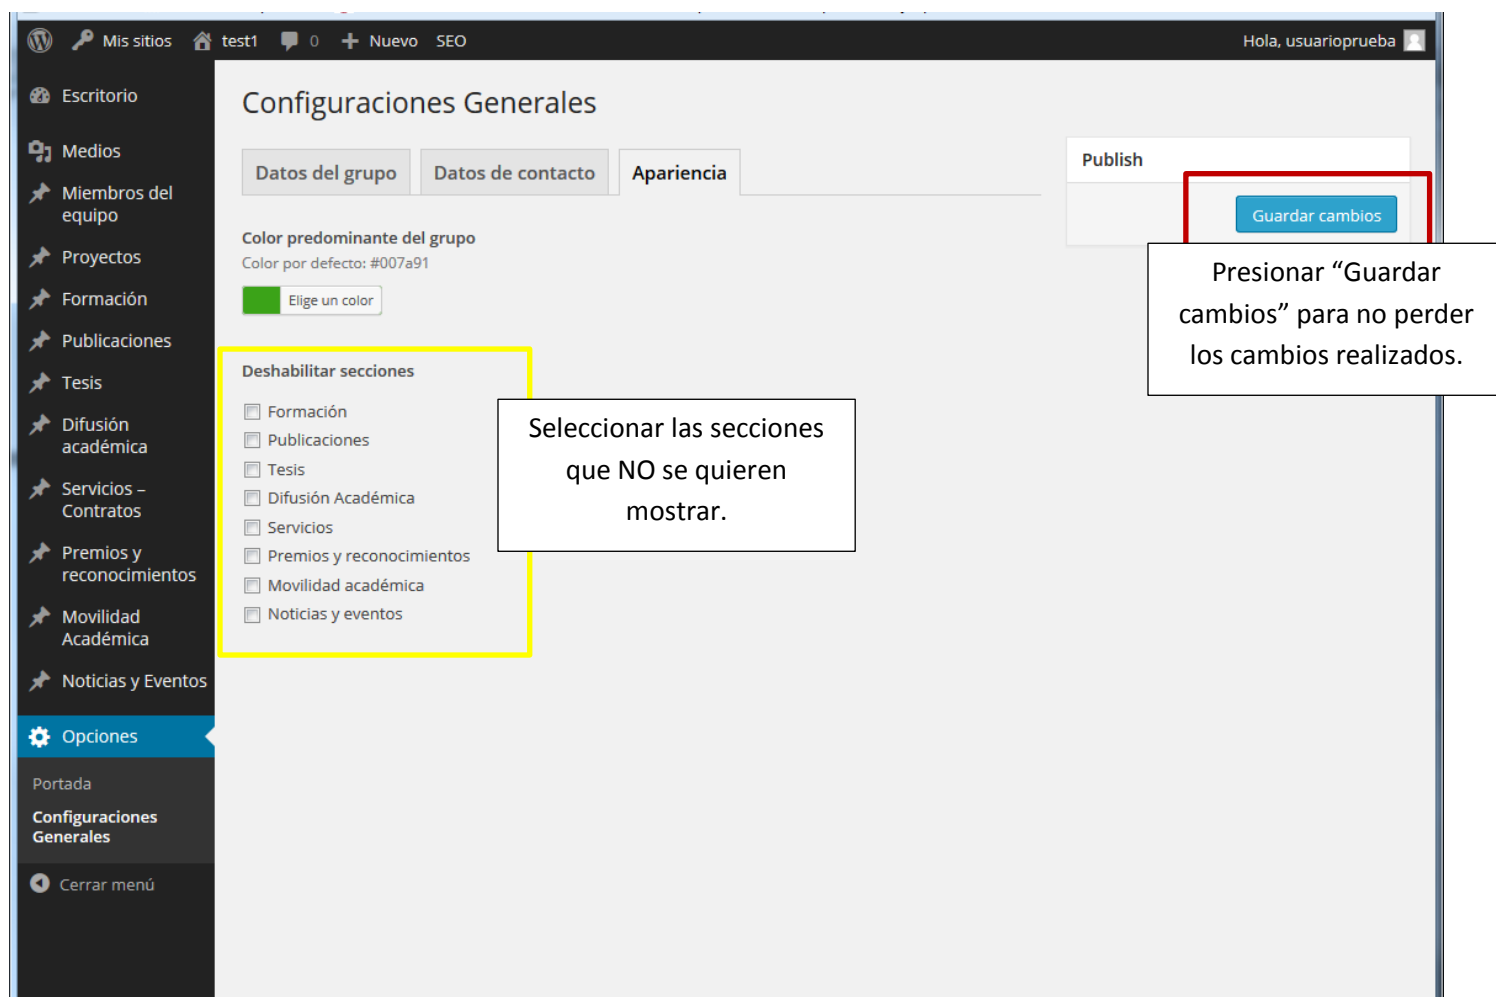 Mis sitios test1 0 Nuevo SEO Hola, usuarioprueba
Escritorio
Medios
Miembros del
equipo
Proyectos
Formación
Publicaciones
Tesis
Difusión
académica
Servicios –
Contratos
Premios y
reconocimientos
Movilidad
Académica
Noticias y Eventos
Opciones
Portada
Configuraciones
Generales
Cerrar menú
Configuraciones Generales
Datos del grupo Datos de contacto Apariencia
Color predominante del grupo
Color por defecto: #007a91
Elige un color
Deshabilitar secciones
Formación
Publicaciones
Tesis
Difusión Académica
Servicios
Premios y reconocimientos
Movilidad académica
Noticias y eventos
Seleccionar las secciones
que NO se quieren
mostrar.
Publish
Guardar cambios
Presionar “Guardar
cambios” para no perder
los cambios realizados.